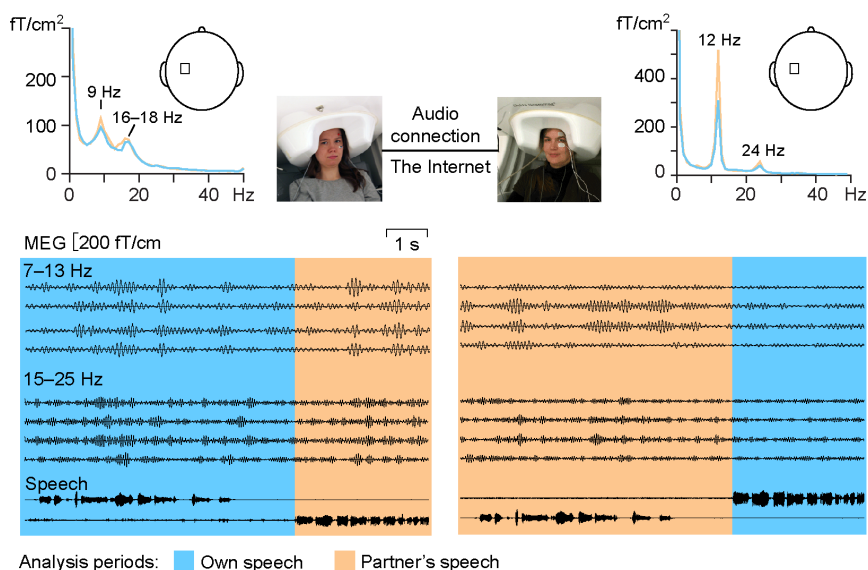 fT/cm2
200
100
0
0
20
40
Hz
9 Hz
16–18 Hz
Audio
connection
The Internet
fT/cm2
400
200
0
0
20
40
Hz
12 Hz
24 Hz
MEG
200 fT/cm
1 s
7–13 Hz
15–25 Hz
Speech
Analysis periods:
Own speech
Partner’s speech